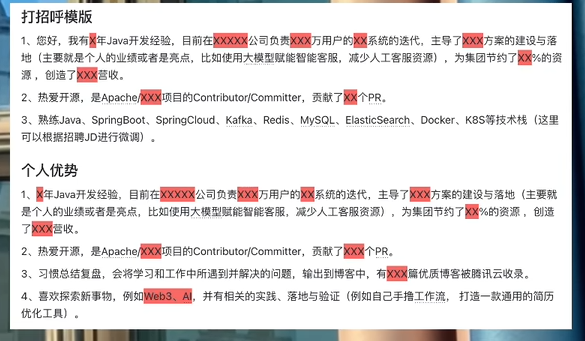 打招呼模版
1、您好，我有X年Java开发经验，目前在XXXXX公司负责XXX万用户的XX系统的迭代，主导了XXX方案的建设与落
地（主要就是个人的业绩或者是亮点，比如使用大模型赋能智能客服，减少人工客服资源），为集团节约了XX%的资
源 ，创造了XXX营收。
2、热爱开源，是Apache/XXX项目的Contributor/Committer，贡献了XX个PR。
3、熟练Java、SpringBoot、SpringCloud、Kafka、Redis、MySQL、ElasticSearch、Docker、K8S等技术栈（这里
可以根据招聘JD进行微调）。
个人优势
1、X年Java开发经验，目前在XXXXX公司负责XXX万用户的XX系统的迭代，主导了XXX方案的建设与落地（主要就
是个人的业绩或者是亮点，比如使用大模型赋能智能客服，减少人工客服资源），为集团节约了XX%的资源 ，创造
了XXX营收。
2、热爱开源，是Apache/XXX项目的Contributor/Committer，贡献了XXX个PR。
3、习惯总结复盘，会将学习和工作中所遇到并解决的问题，输出到博客中，有XXX篇优质博客被腾讯云收录。
4、喜欢探索新事物，例如Web3、AI，并有相关的实践、落地与验证（例如自己手撸工作流， 打造一款通用的简历
优化工具）。